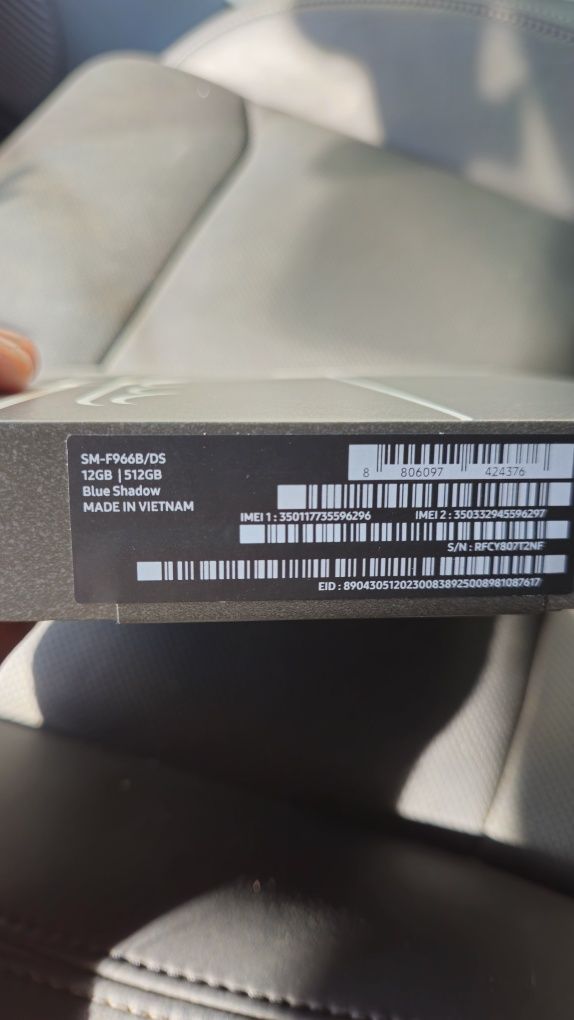 SM-F966B/DS
12GB | 512GB
Blue Shadow
MADE IN VIETNAM
8 806097 424376
IMEI 1 : 350117735596296 IMEI 2 : 350332945596297
S/N : RFCY807T2NF
EID : 89043051202300838925008981087617